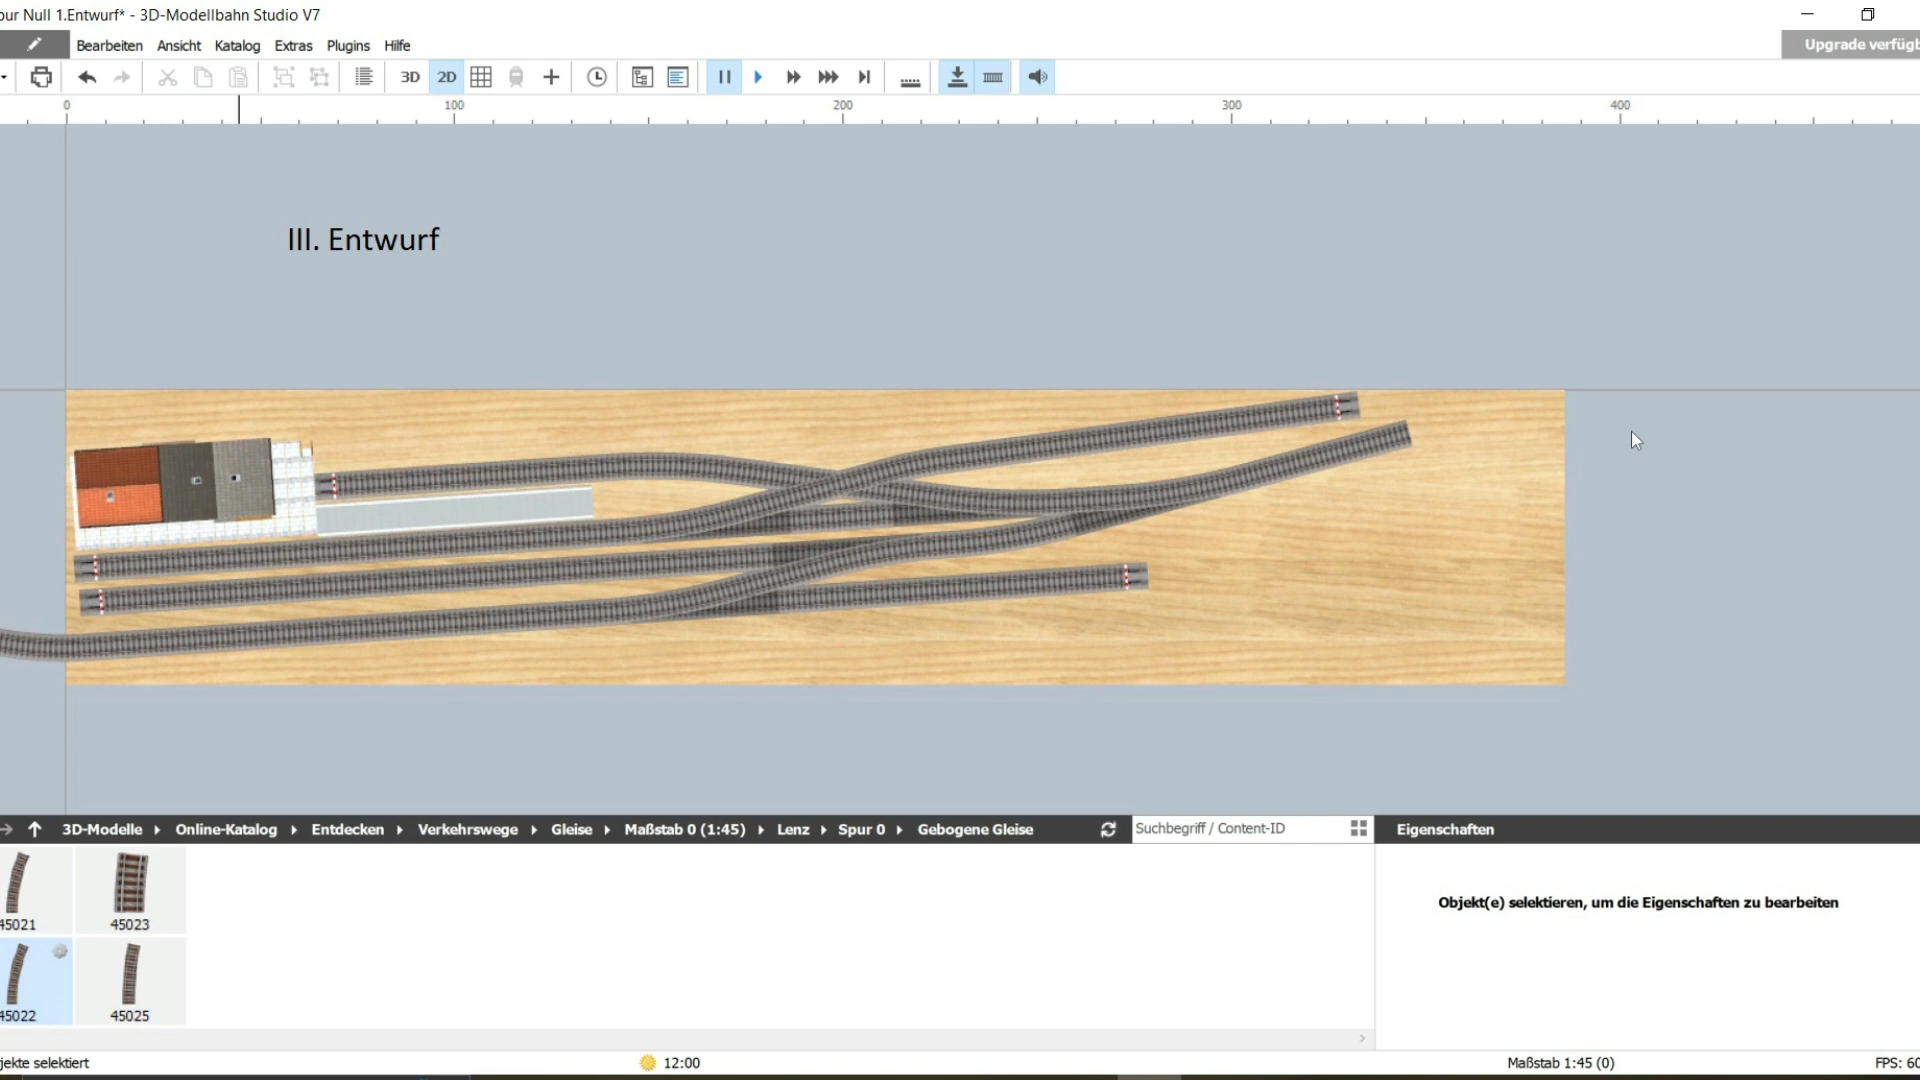 our Null 1.Entwurf* - 3D-Modellbahn Studio V7
Bearbeiten Ansicht Katalog Extras Plugins Hilfe
Upgrade verfügb
3D 2D
0 100 200 300 400
III. Entwurf
3D-Modelle Online-Katalog Entdecken Verkehrswege Gleise Maßstab 0 (1:45) Lenz Spur 0 Gebogene Gleise
Suchbegriff / Content-ID
Eigenschaften
45021 45023
Objekt(e) selektieren, um die Eigenschaften zu bearbeiten
45022 45025
jekte selektiert
12:00
Maßstab 1:45 (0)
FPS: 60